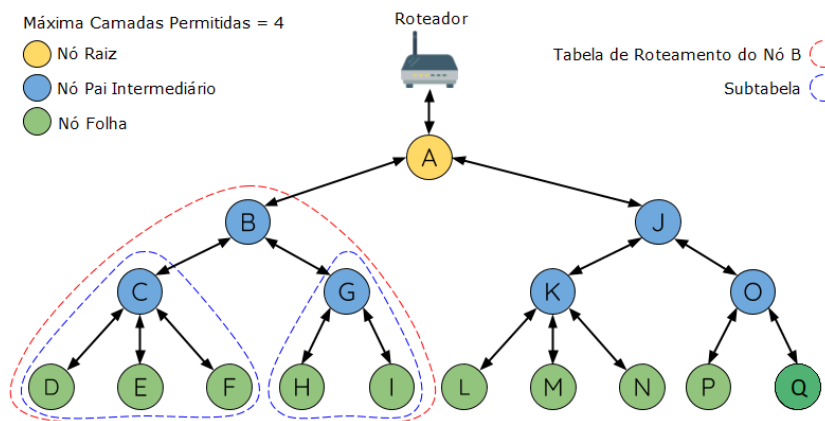 Máxima Camadas Permitidas = 4
Roteador
Nó Raiz
Tabela de Roteamento do Nó B
Nó Pai Intermediário
Subtabela
Nó Folha
A
B
J
C
G
K
O
D
E
F
H
I
L
M
N
P
Q